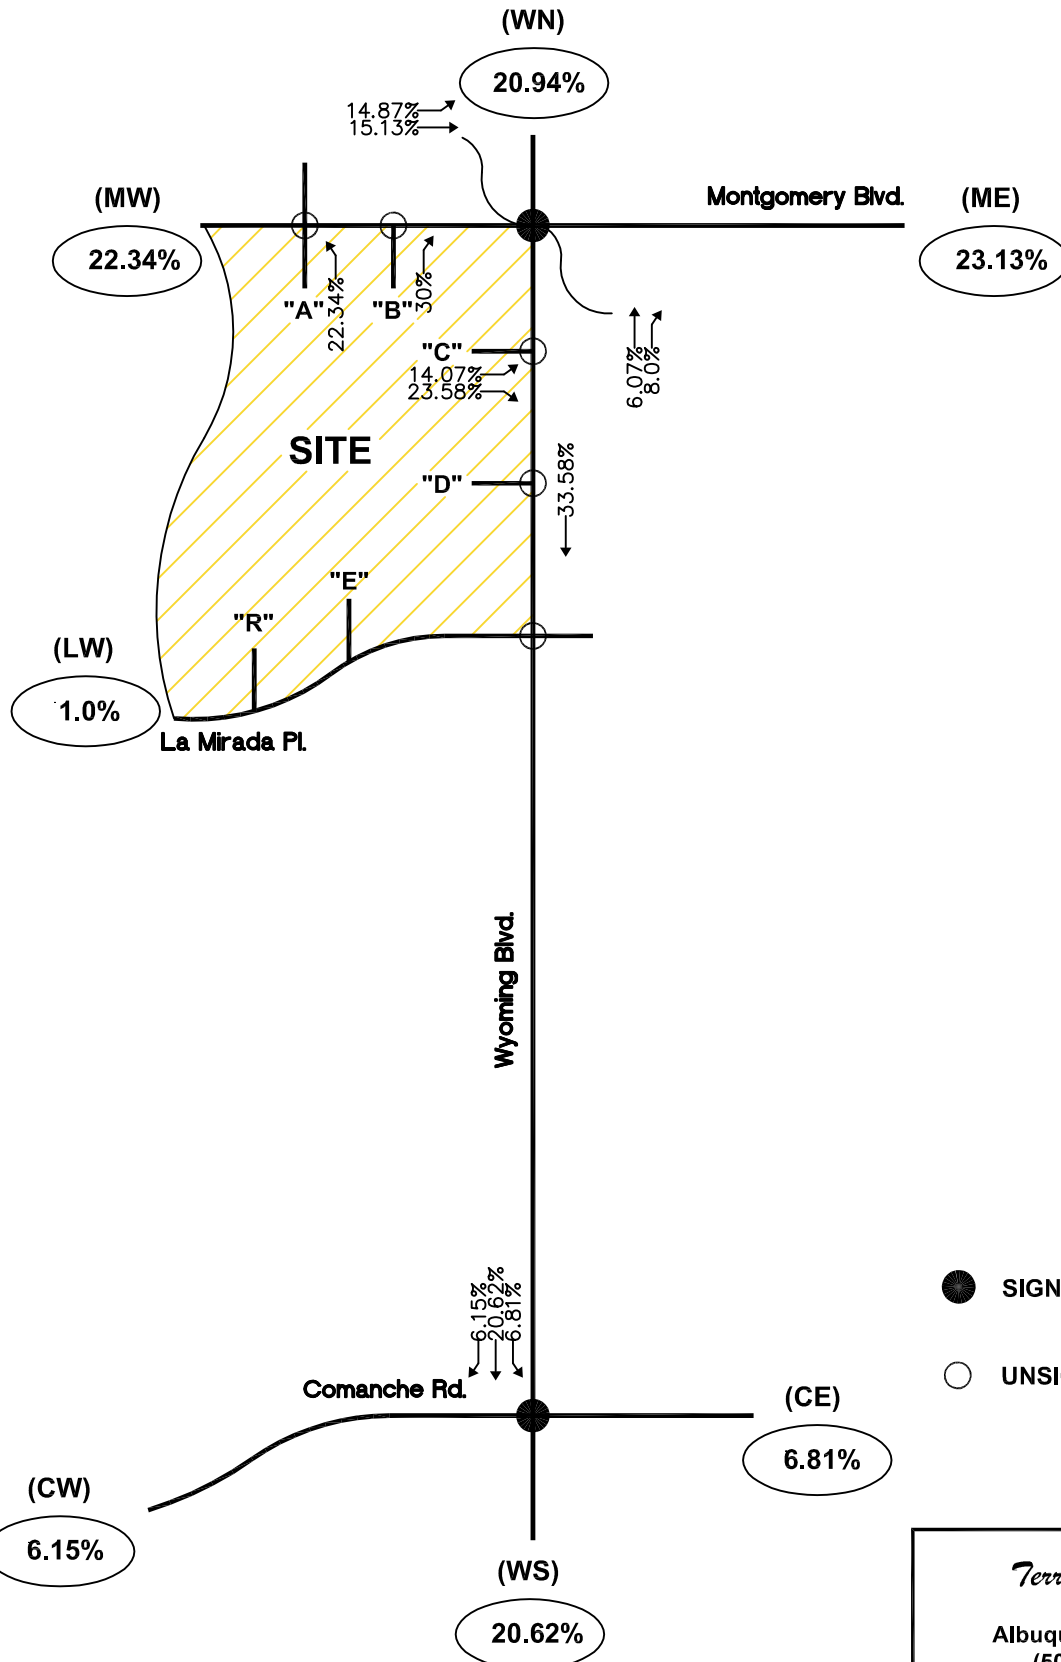 (WN)
20.94%
14.87%
15.13%
Montgomery Blvd.
(MW)
22.34%
(ME)
23.13%
"A"
22.34%
"B"
30%
"C"
14.07%
23.58%
6.07%
8.0%
SITE
"D"
33.58%
"E"
"R"
(LW)
1.0%
La Mirada Pl.
Wyoming Blvd.
6.15%
20.62%
6.81%
SIGN
UNSI
Comanche Rd.
(CE)
6.81%
(CW)
6.15%
(WS)
20.62%
Terr
Albuqu
(50